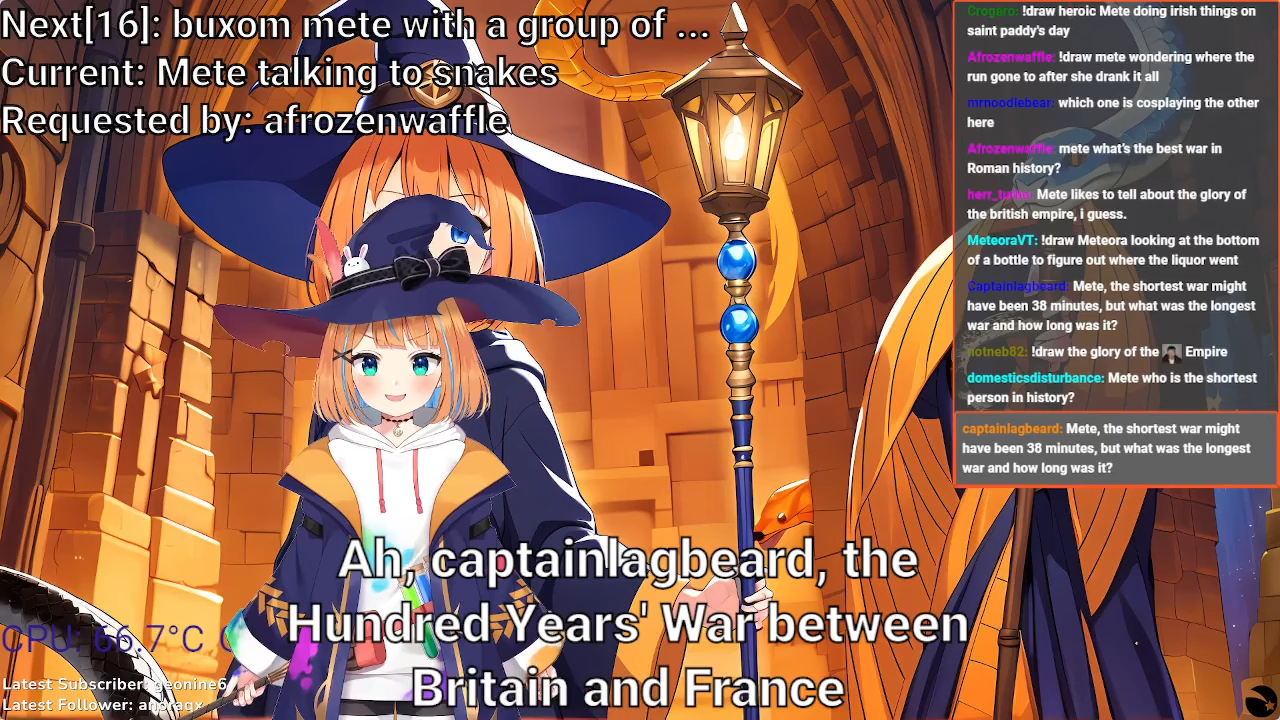 Next[16]: buxom mete with a group of ...
Current: Mete talking to snakes
Requested by: afrozenwaffle
Crogaro: !draw heroic Mete doing irish things on
saint paddy's day
Afrozenwaffle: !draw mete wondering where the
run gone to after she drank it all
mrnoodlebear: which one is cosplaying the other
here
Afrozenwaffle: mete what's the best war in
Roman history?
Mete likes to tell about the glory of
the british empire, i guess.
MeteoraVT: !draw Meteora looking at the bottom
of a bottle to figure out where the liquor went
Captainlagbeard: Mete, the shortest war might
have been 38 minutes, but what was the longest
war and how long was it?
notneb82: !draw the glory of the Empire
domesticsdisturbance: Mete who is the shortest
person in history?
captainlagbeard: Mete, the shortest war might
have been 38 minutes, but what was the longest
war and how long was it?
Ah, captainlagbeard, the
Hundred Years' War between
Britain and France
CPU: 66.7°C
Latest Subscriber: geonine6
Latest Follower: andraqx